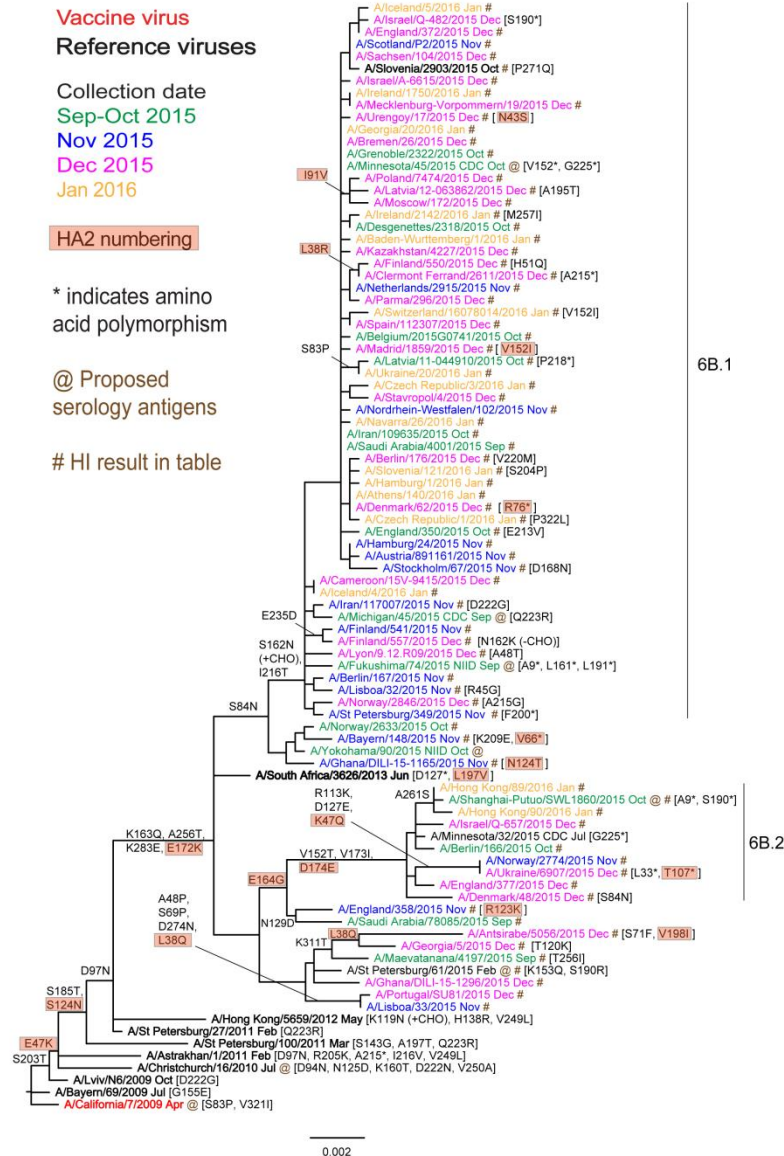 Vaccine virus
Reference viruses
Collection date
Sep-Oct 2015
Nov 2015
Dec 2015
Jan 2016
HA2 numbering
* indicates amino
acid polymorphism
@ Proposed
serology antigens
# HI result in table
A/Iceland/5/2016 Jan #
A/Israel/Q-482/2015 Dec [S190*] #
A/England/372/2015 Dec #
A/Scotland/P2/2015 Nov #
A/Sachsen/104/2015 Dec #
A/Slovenia/2903/2015 Oct # [P271Q]
A/Israel/A-6615/2015 Dec #
A/Ireland/1750/2016 Jan #
A/Mecklenburg-Vorpommern/19/2015 Dec #
A/Urengoy/17/2015 Dec # [N43S]
A/Georgia/20/2016 Jan #
A/Bremen/26/2015 Dec #
A/Grenoble/2322/2015 Oct #
A/Minnesota/45/2015 CDC Oct @ [V152*, G225*]
I91V
A/Poland/7474/2015 Dec #
A/Latvia/12-063862/2015 Dec # [A195T]
A/Moscow/172/2015 Dec #
A/Ireland/2142/2016 Jan # [M257I]
A/Desgenettes/2318/2015 Oct #
A/Baden-Wurttemberg/1/2016 Jan #
L38R
A/Kazakhstan/4227/2015 Dec #
A/Finland/550/2015 Dec # [H51Q]
A/Clermont Ferrand/2611/2015 Dec # [A215*]
A/Netherlands/2915/2015 Nov #
A/Parma/296/2015 Dec #
A/Switzerland/16078014/2016 Jan # [V152I]
A/Spain/112307/2015 Dec #
A/Belgium/2015G0741/2015 Oct #
S83P
A/Madrid/1859/2015 Dec # [V152I]
A/Latvia/11-044910/2015 Oct # [P218*]
6B.1
A/Ukraine/20/2016 Jan #
A/Czech Republic/3/2016 Jan #
A/Stavropol/4/2015 Dec #
A/Nordrhein-Westfalen/102/2015 Nov #
A/Navarra/26/2016 Jan #
A/Iran/109635/2015 Oct #
A/Saudi Arabia/4001/2015 Sep #
A/Berlin/176/2015 Dec # [V220M]
A/Slovenia/121/2016 Jan # [S204P]
A/Hamburg/1/2016 Jan #
A/Athens/140/2016 Jan #
A/Denmark/62/2015 Dec # [R76*]
A/Czech Republic/1/2016 Jan # [P322L]
A/England/350/2015 Oct # [E213V]
A/Hamburg/24/2015 Nov #
A/Austria/891161/2015 Nov #
A/Stockholm/67/2015 Nov # [D168N]
A/Cameroon/15V-9415/2015 Dec #
A/Iceland/4/2016 Jan #
A/Iran/117007/2015 Nov # [D222G]
E235D
A/Michigan/45/2015 CDC Sep @ [Q223R]
A/Finland/541/2015 Nov #
A/Finland/557/2015 Dec # [N162K (-CHO)]
S162N
(+CHO),
I216T
A/Lyon/9.12.R09/2015 Dec # [A48T]
A/Fukushima/74/2015 NIID Sep @ [A9*, L161*, L191*]
A/Berlin/167/2015 Nov #
A/Lisboa/32/2015 Nov # [R45G]
A/Norway/2846/2015 Dec # [A215G]
S84N
A/St Petersburg/349/2015 Nov # [F200*]
A/Norway/2633/2015 Oct #
A/Bayern/148/2015 Nov # [K209E, V66*]
A/Yokohama/90/2015 NIID Oct @
A/Ghana/DILI-15-1165/2015 Nov # [N124T]
A/South Africa/3626/2013 Jun [D127*, L197V]
A/Hong Kong/89/2016 Jan #
A261S
A/Shanghai-Putuo/SWL1860/2015 Oct @ # [A9*, S190*]
R113K,
D127E,
K47Q
A/Hong Kong/90/2016 Jan #
A/Israel/Q-657/2015 Dec #
A/Minnesota/32/2015 CDC Jul [G225*]
6B.2
K163Q, A256T,
K283E, E172K
A/Berlin/166/2015 Oct #
V152T, V173I,
D174E
A/Norway/2774/2015 Nov #
A/Ukraine/6907/2015 Dec # [L33*, T107*]
E164G
A/England/377/2015 Dec #
A/Denmark/48/2015 Dec # [S84N]
A48P,
S69P,
D274N,
L38Q
A/England/358/2015 Nov # [R123K]
N129D
A/Saudi Arabia/78085/2015 Sep #
L38Q
A/Antsirabe/5056/2015 Dec # [S71F, V198I]
K311T
A/Georgia/5/2015 Dec # [T120K]
A/Maevatanana/4197/2015 Sep # [T256I]
A/St Petersburg/61/2015 Feb @ # [K153Q, S190R]
D97N
A/Ghana/DILI-15-1296/2015 Dec #
A/Portugal/SU81/2015 Dec #
A/Lisboa/33/2015 Nov #
S185T,
S124N
A/Hong Kong/5659/2012 May [K119N (+CHO), H138R, V249L]
A/St Petersburg/27/2011 Feb [Q223R]
E47K
A/St Petersburg/100/2011 Mar [S143G, A197T, Q223R]
S203T
A/Astrakhan/1/2011 Feb [D97N, R205K, A215*, I216V, V249L]
A/Christchurch/16/2010 Jul @ [D94N, N125D, K160T, D222N, V250A]
A/Lviv/N6/2009 Oct [D222G]
A/Bayern/69/2009 Jul [G155E]
A/California/7/2009 Apr @ [S83P, V321I]
0.002